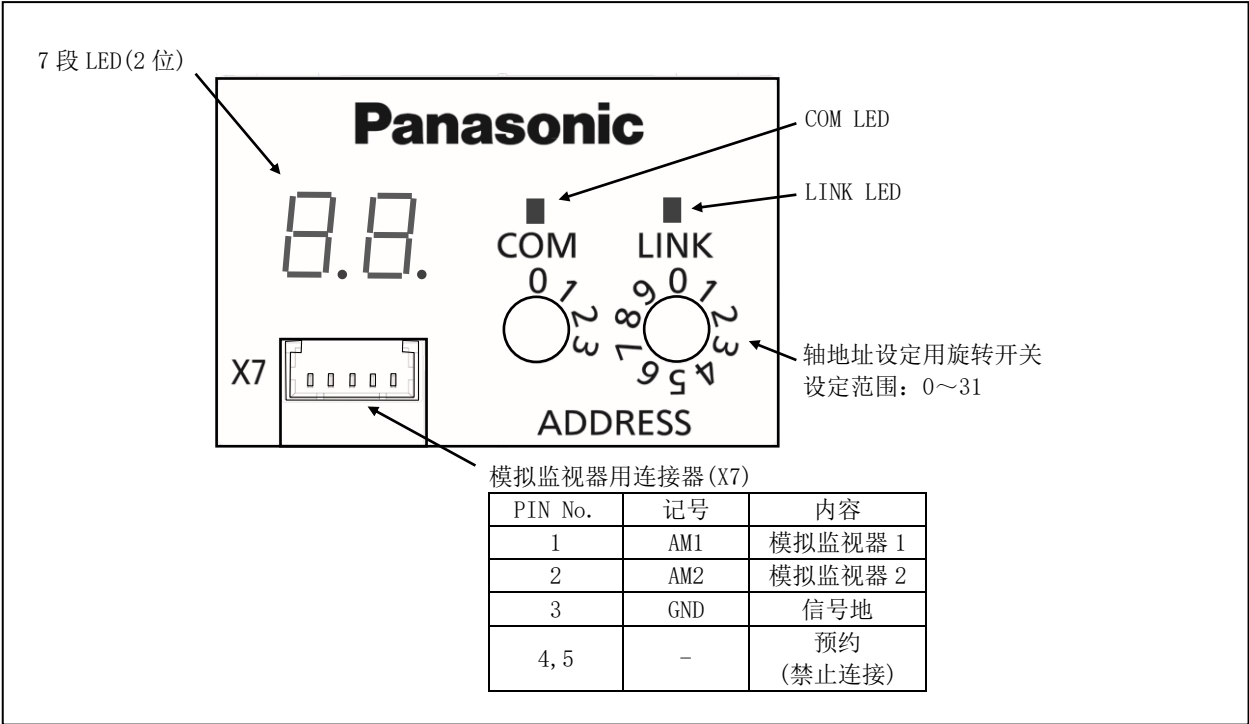 7 段 LED(2 位)
Panasonic
COM LED
LINK LED
8.8.
COM LINK
0 1 2 3
0 1 2 3 4 5 6 7 8 9
轴地址设定用旋转开关
设定范围：0～31
X7
ADDRESS
模拟监视器用连接器(X7)
PIN No. 记号 内容
1 AM1 模拟监视器 1
2 AM2 模拟监视器 2
3 GND 信号地
4,5 － 预约
(禁止连接)